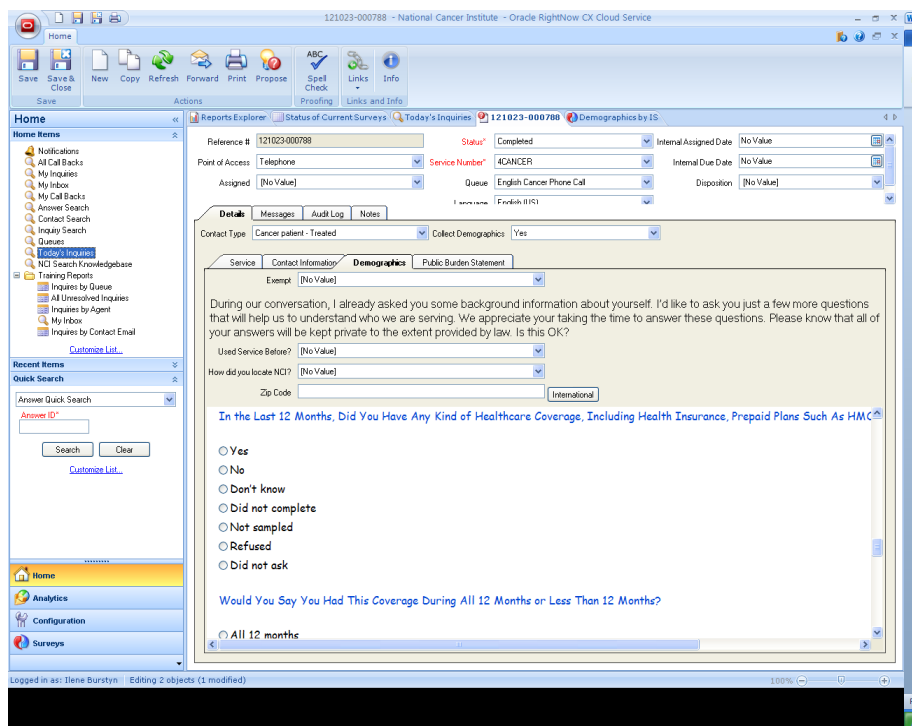 121023-000788 - National Cancer Institute - Oracle RightNow CX Cloud Service
Home
Save
Save & Close
New
Copy
Refresh
Forward
Print
Propose
ABC
Spell Check
Links
Info
Save
Actions
Proofing
Links and Info
Home
Home Items
Notifications
All Call Backs
My Inquiries
My Inbox
My Call Backs
Answer Search
Contact Search
Inquiry Search
Queues
Today's Inquiries
NCI Search Knowledgebase
Training Reports
Inquires by Queue
All Unresolved Inquiries
Inquiries by Agent
My Inbox
Inquires by Contact Email
Customize List...
Recent Items
Quick Search
Answer Quick Search
Answer ID*
Search Clear
Customize List...
Home
Analytics
Configuration
Surveys
Reports Explorer Status of Current Surveys Today's Inquiries 121023-000788 Demographics by IS
Reference # 121023-000788 Status* Completed Internal Assigned Date No Value
Point of Access Telephone Service Number* 4CANCER Internal Due Date No Value
Assigned [No Value] Queue English Cancer Phone Call Disposition [No Value]
Language English (US)
Details Messages Audit Log Notes
Contact Type Cancer patient - Treated Collect Demographics Yes
Service Contact Information Demographics Public Burden Statement
Exempt [No Value]
During our conversation, I already asked you some background information about yourself. I'd like to ask you just a few more questions
that will help us to understand who we are serving. We appreciate your taking the time to answer these questions. Please know that all of
your answers will be kept private to the extent provided by law. Is this OK?
Used Service Before? [No Value]
How did you locate NCI? [No Value]
Zip Code International
In the Last 12 Months, Did You Have Any Kind of Healthcare Coverage, Including Health Insurance, Prepaid Plans Such As HMO
Yes
No
Don't know
Did not complete
Not sampled
Refused
Did not ask
Would You Say You Had This Coverage During All 12 Months or Less Than 12 Months?
All 12 months
Logged in as: Ilene Burstyn Editing 2 objects (1 modified) 100%